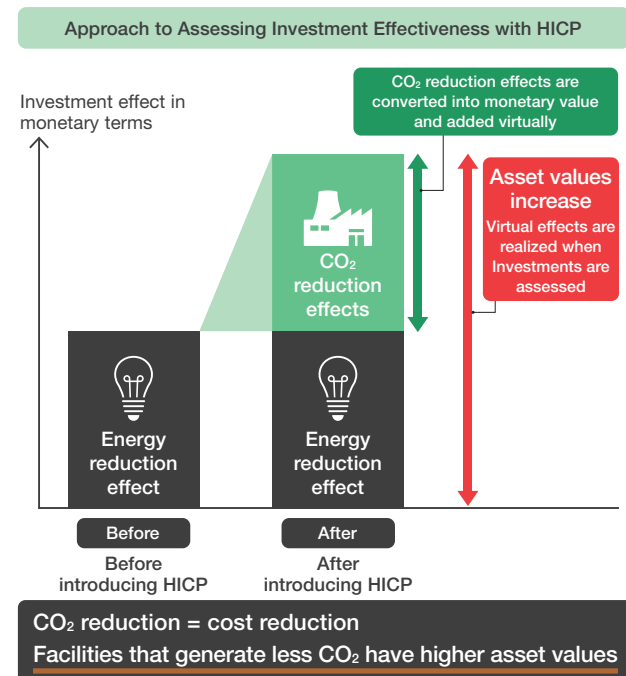 Approach to Assessing Investment Effectiveness with HICP
Investment effect in
monetary terms
CO₂ reduction effects are
converted into monetary value
and added virtually
Asset values
increase
Virtual effects are
realized when
Investments are
assessed
CO₂
reduction
effects
Energy
reduction
effect
Energy
reduction
effect
Before
After
Before
introducing HICP
After
introducing HICP
CO₂ reduction = cost reduction
Facilities that generate less CO₂ have higher asset values